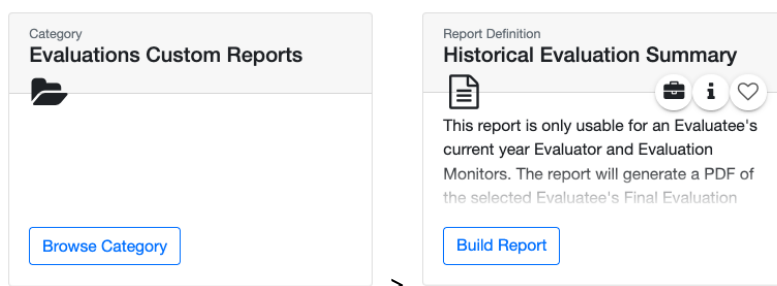 Category
Evaluations Custom Reports
Browse Category
>
Report Definition
Historical Evaluation Summary
This report is only usable for an Evaluatee's
current year Evaluator and Evaluation
Monitors. The report will generate a PDF of
the selected Evaluatee's Final Evaluation
Build Report